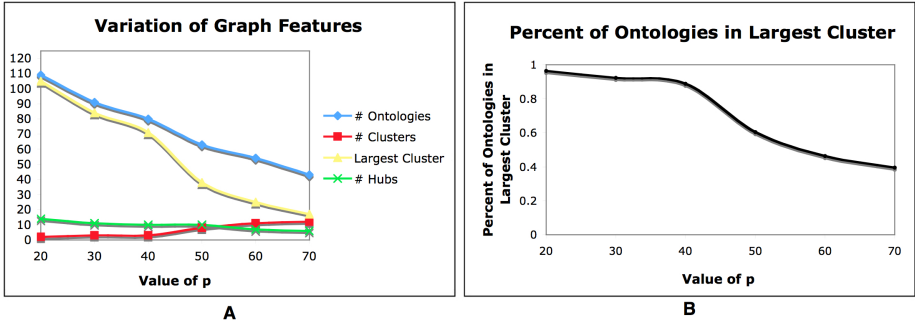 Variation of Graph Features
120
110
100
90
80
70
60
50
40
30
20
10
0
20 30 40 50 60 70
Value of p
# Ontologies
# Clusters
Largest Cluster
# Hubs
A
Percent of Ontologies in Largest Cluster
Percent of Ontologies in
Largest Cluster
1
0.8
0.6
0.4
0.2
0
20 30 40 50 60 70
Value of p
B